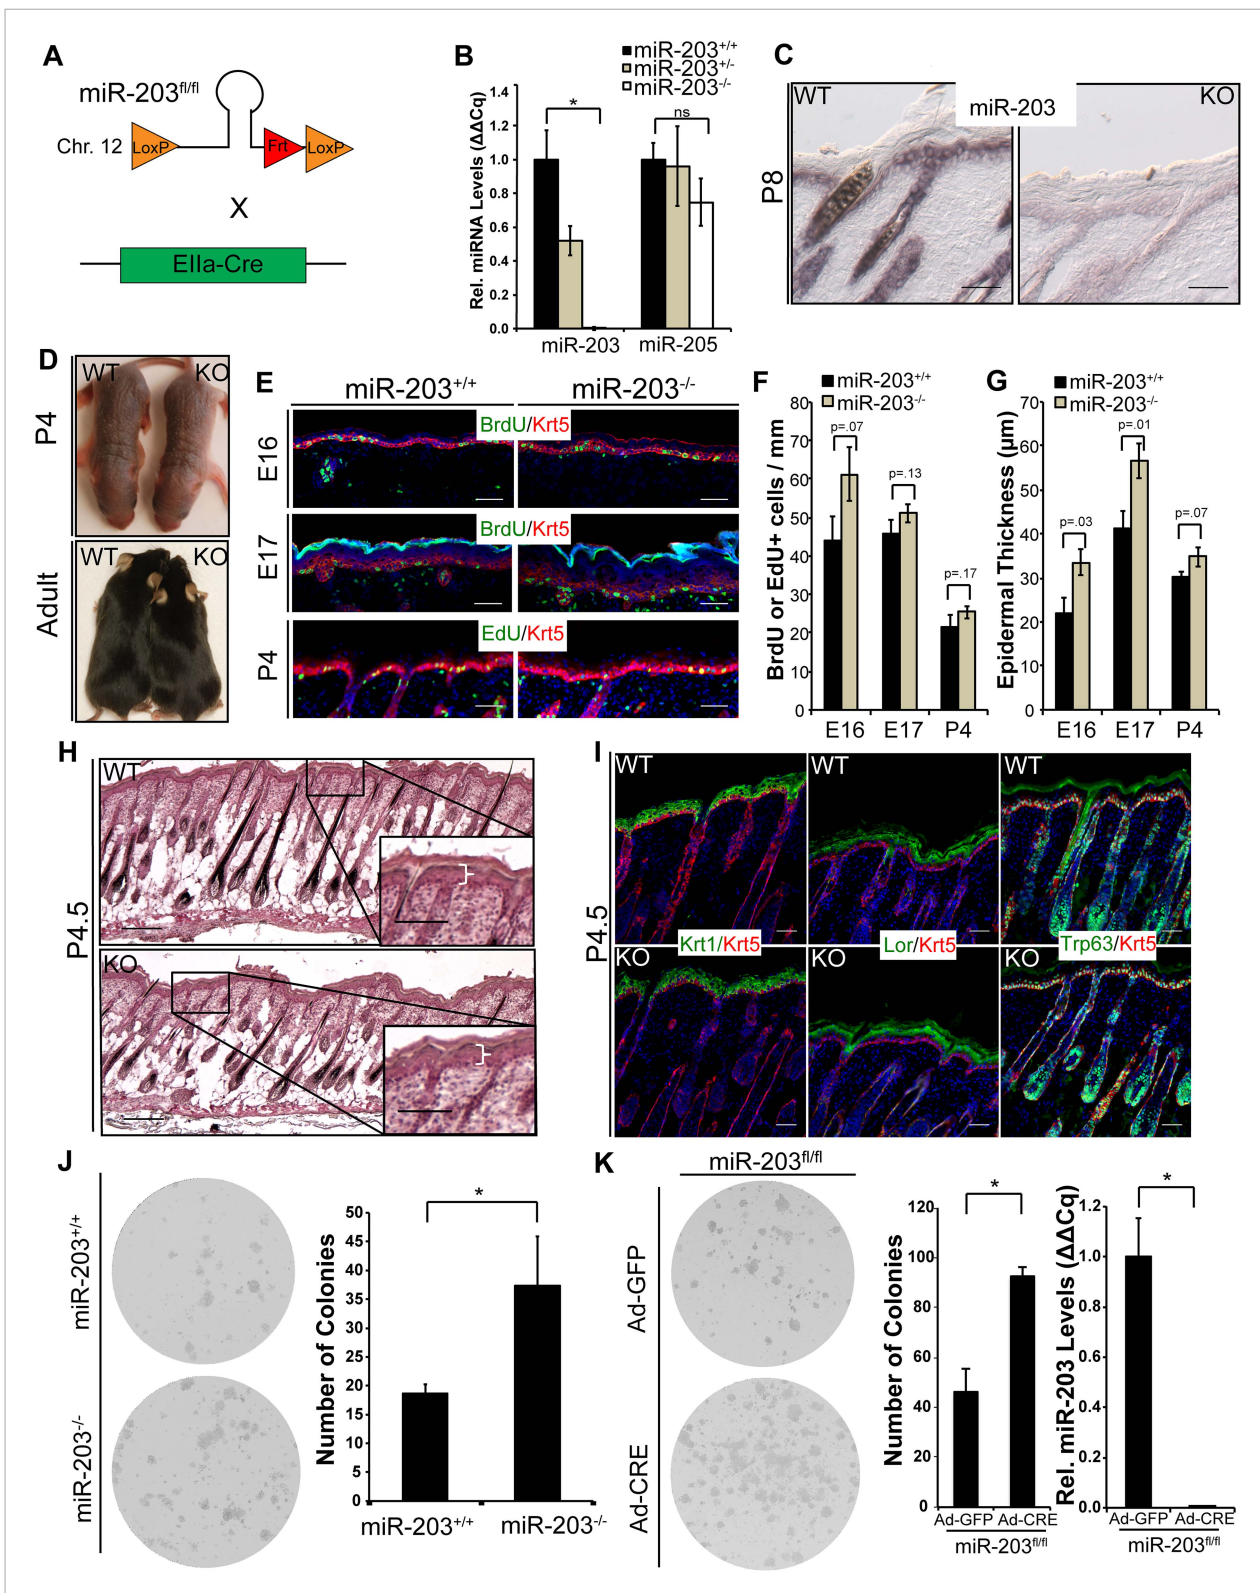 A
miR-203fl/fl
Chr. 12
LoxP
Frt
LoxP
X
EIIa-Cre
B
miR-203+/+
miR-203+/-
miR-203-/-
Rel. miRNA Levels (ΔΔCq)
1.4
1.2
1.0
0.8
0.6
0.4
0.2
0.0
*
ns
miR-203
miR-205
C
WT
miR-203
KO
P8
D
WT
KO
P4
WT
KO
Adult
E
miR-203+/+
miR-203-/-
BrdU/Krt5
E16
BrdU/Krt5
E17
EdU/Krt5
P4
F
miR-203+/+
miR-203-/-
BrdU or EdU+ cells / mm
80
70
60
50
40
30
20
10
0
p=.07
p=.13
p=.17
E16
E17
P4
G
miR-203+/+
miR-203-/-
Epidermal Thickness (μm)
70
60
50
40
30
20
10
0
p=.03
p=.01
p=.07
E16
E17
P4
H
WT
KO
P4.5
I
WT
WT
WT
P4.5
Krt1/Krt5
Lor/Krt5
Trp63/Krt5
KO
KO
KO
J
miR-203+/+
miR-203-/-
Number of Colonies
50
45
40
35
30
25
20
15
10
5
0
*
miR-203+/+
miR-203-/-
K
miR-203fl/fl
Ad-GFP
Ad-CRE
Number of Colonies
120
100
80
60
40
20
0
*
Ad-GFP
Ad-CRE
miR-203fl/fl
Rel. miR-203 Levels (ΔΔCq)
1.2
1.0
0.8
0.6
0.4
0.2
0.0
*
Ad-GFP
Ad-CRE
miR-203fl/fl